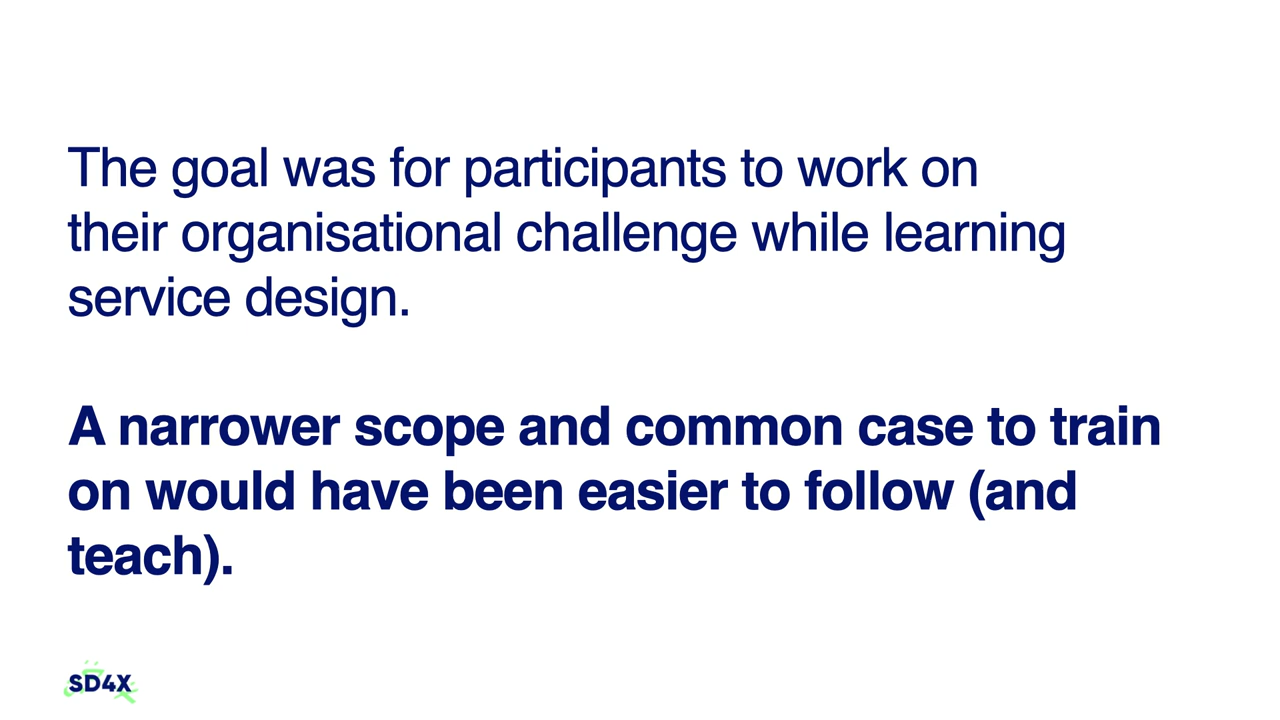 The goal was for participants to work on
their organisational challenge while learning
service design.
A narrower scope and common case to train
on would have been easier to follow (and
teach).
SD4X